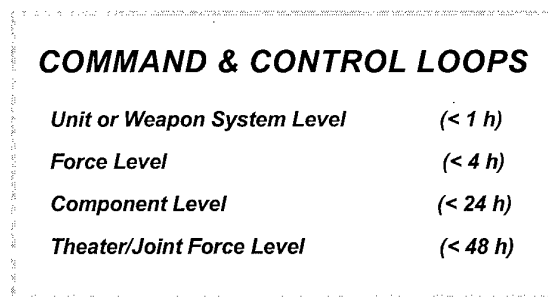 COMMAND & CONTROL LOOPS
Unit or Weapon System Level (< 1 h)
Force Level (< 4 h)
Component Level (< 24 h)
Theater/Joint Force Level (< 48 h)